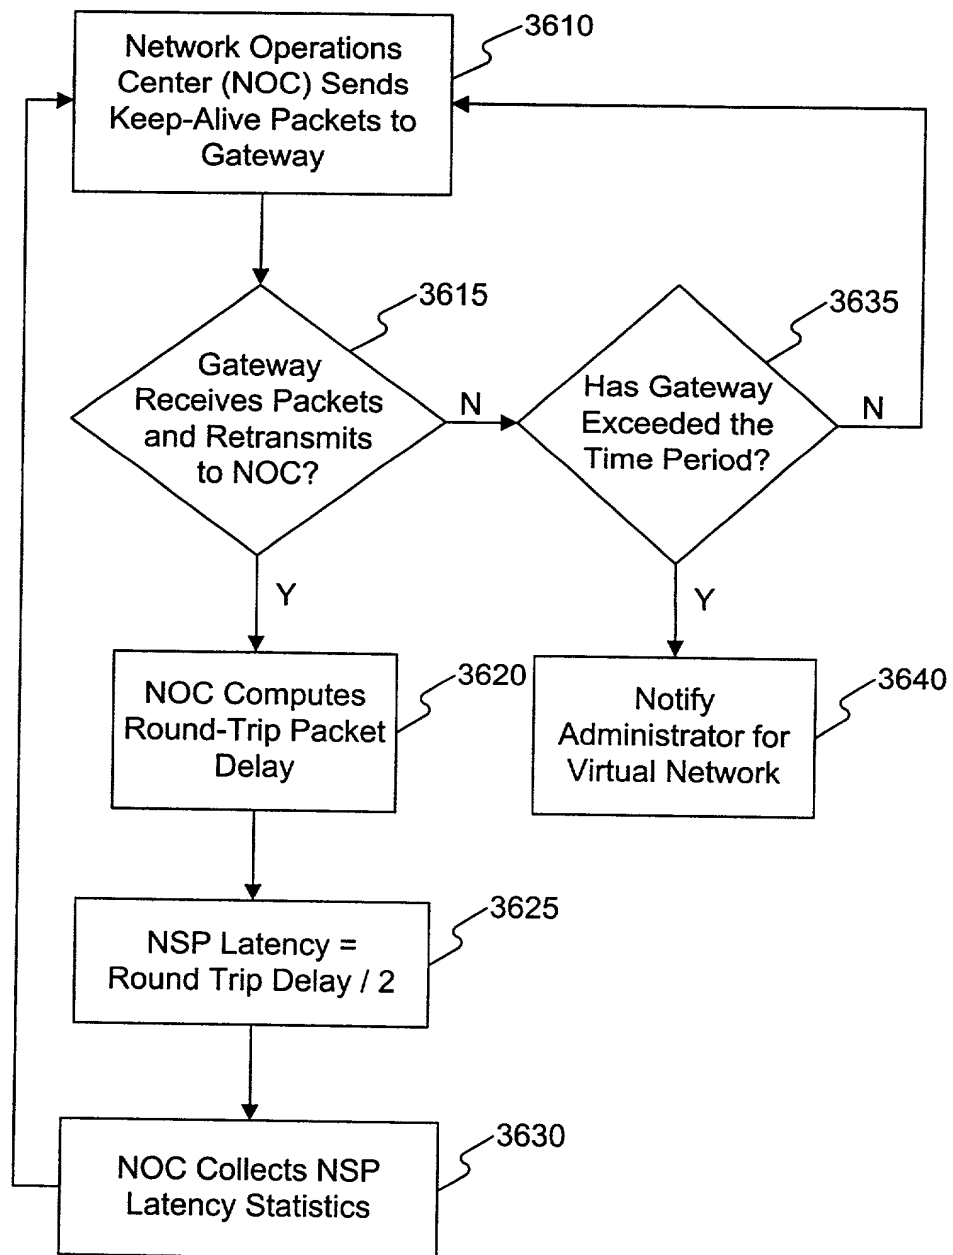 3610
Network Operations
Center (NOC) Sends
Keep-Alive Packets to
Gateway
3615
Gateway
Receives Packets
and Retransmits
to NOC?
N
3635
Has Gateway
Exceeded the
Time Period?
N
Y
Y
3620
NOC Computes
Round-Trip Packet
Delay
3640
Notify
Administrator for
Virtual Network
3625
NSP Latency =
Round Trip Delay / 2
3630
NOC Collects NSP
Latency Statistics